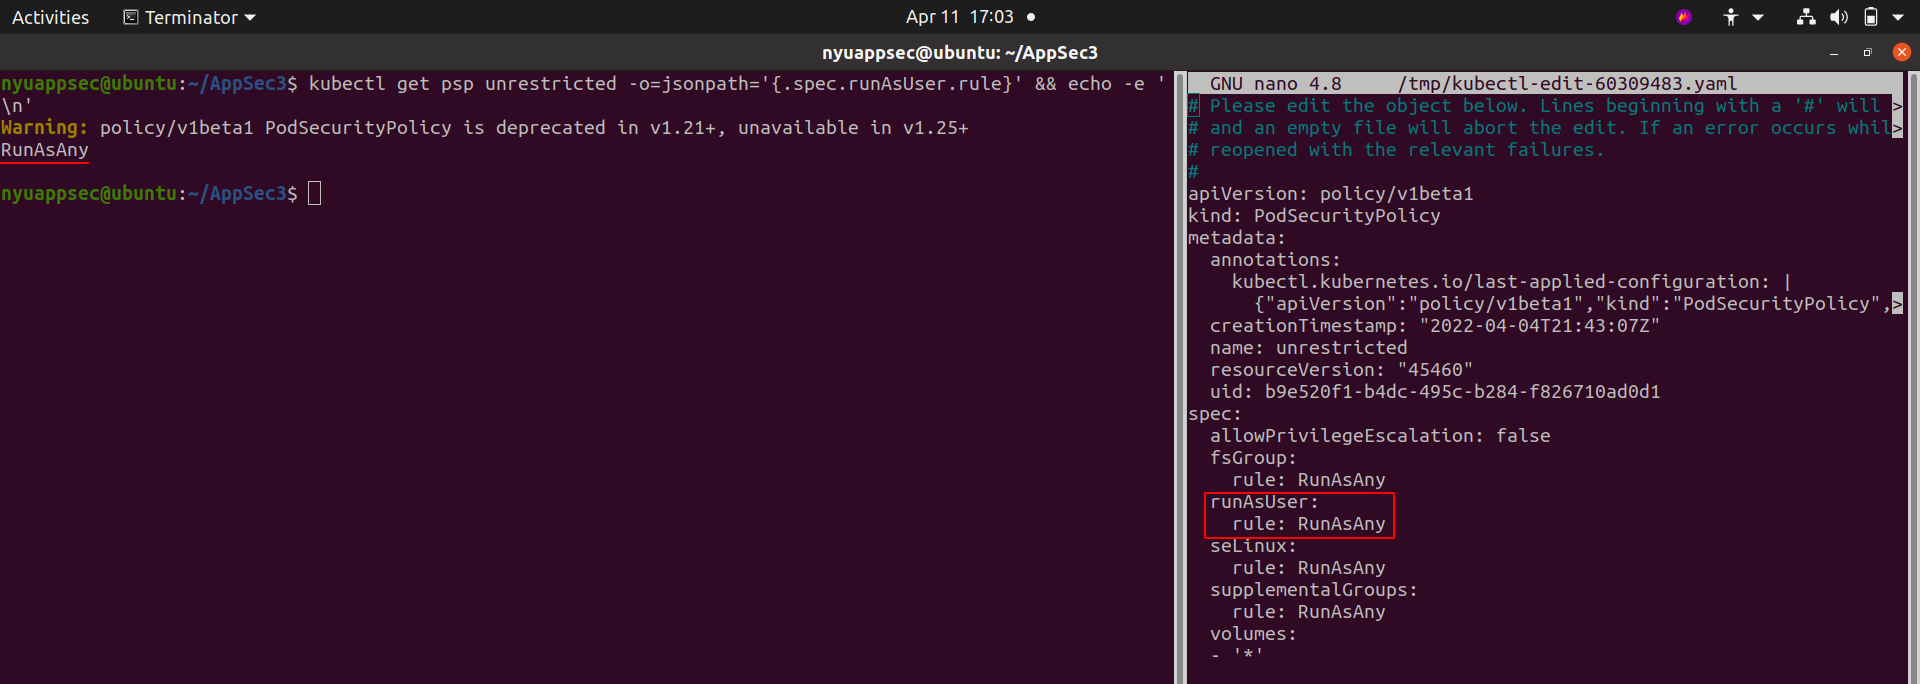 Activities
Terminator
Apr 11 17:03
nyuappsec@ubuntu: ~/AppSec3
nyuappsec@ubuntu:~/AppSec3$ kubectl get psp unrestricted -o=jsonpath='{.spec.runAsUser.rule}' && echo -e '
\n'
Warning: policy/v1beta1 PodSecurityPolicy is deprecated in v1.21+, unavailable in v1.25+
RunAsAny
nyuappsec@ubuntu:~/AppSec3$
GNU nano 4.8 /tmp/kubectl-edit-60309483.yaml
# Please edit the object below. Lines beginning with a '#' will >
# and an empty file will abort the edit. If an error occurs whil>
# reopened with the relevant failures.
#
apiVersion: policy/v1beta1
kind: PodSecurityPolicy
metadata:
  annotations:
    kubectl.kubernetes.io/last-applied-configuration: |
      {"apiVersion":"policy/v1beta1","kind":"PodSecurityPolicy",>
  creationTimestamp: "2022-04-04T21:43:07Z"
  name: unrestricted
  resourceVersion: "45460"
  uid: b9e520f1-b4dc-495c-b284-f826710ad0d1
spec:
  allowPrivilegeEscalation: false
  fsGroup:
    rule: RunAsAny
  runAsUser:
    rule: RunAsAny
  seLinux:
    rule: RunAsAny
  supplementalGroups:
    rule: RunAsAny
  volumes:
  - '*'